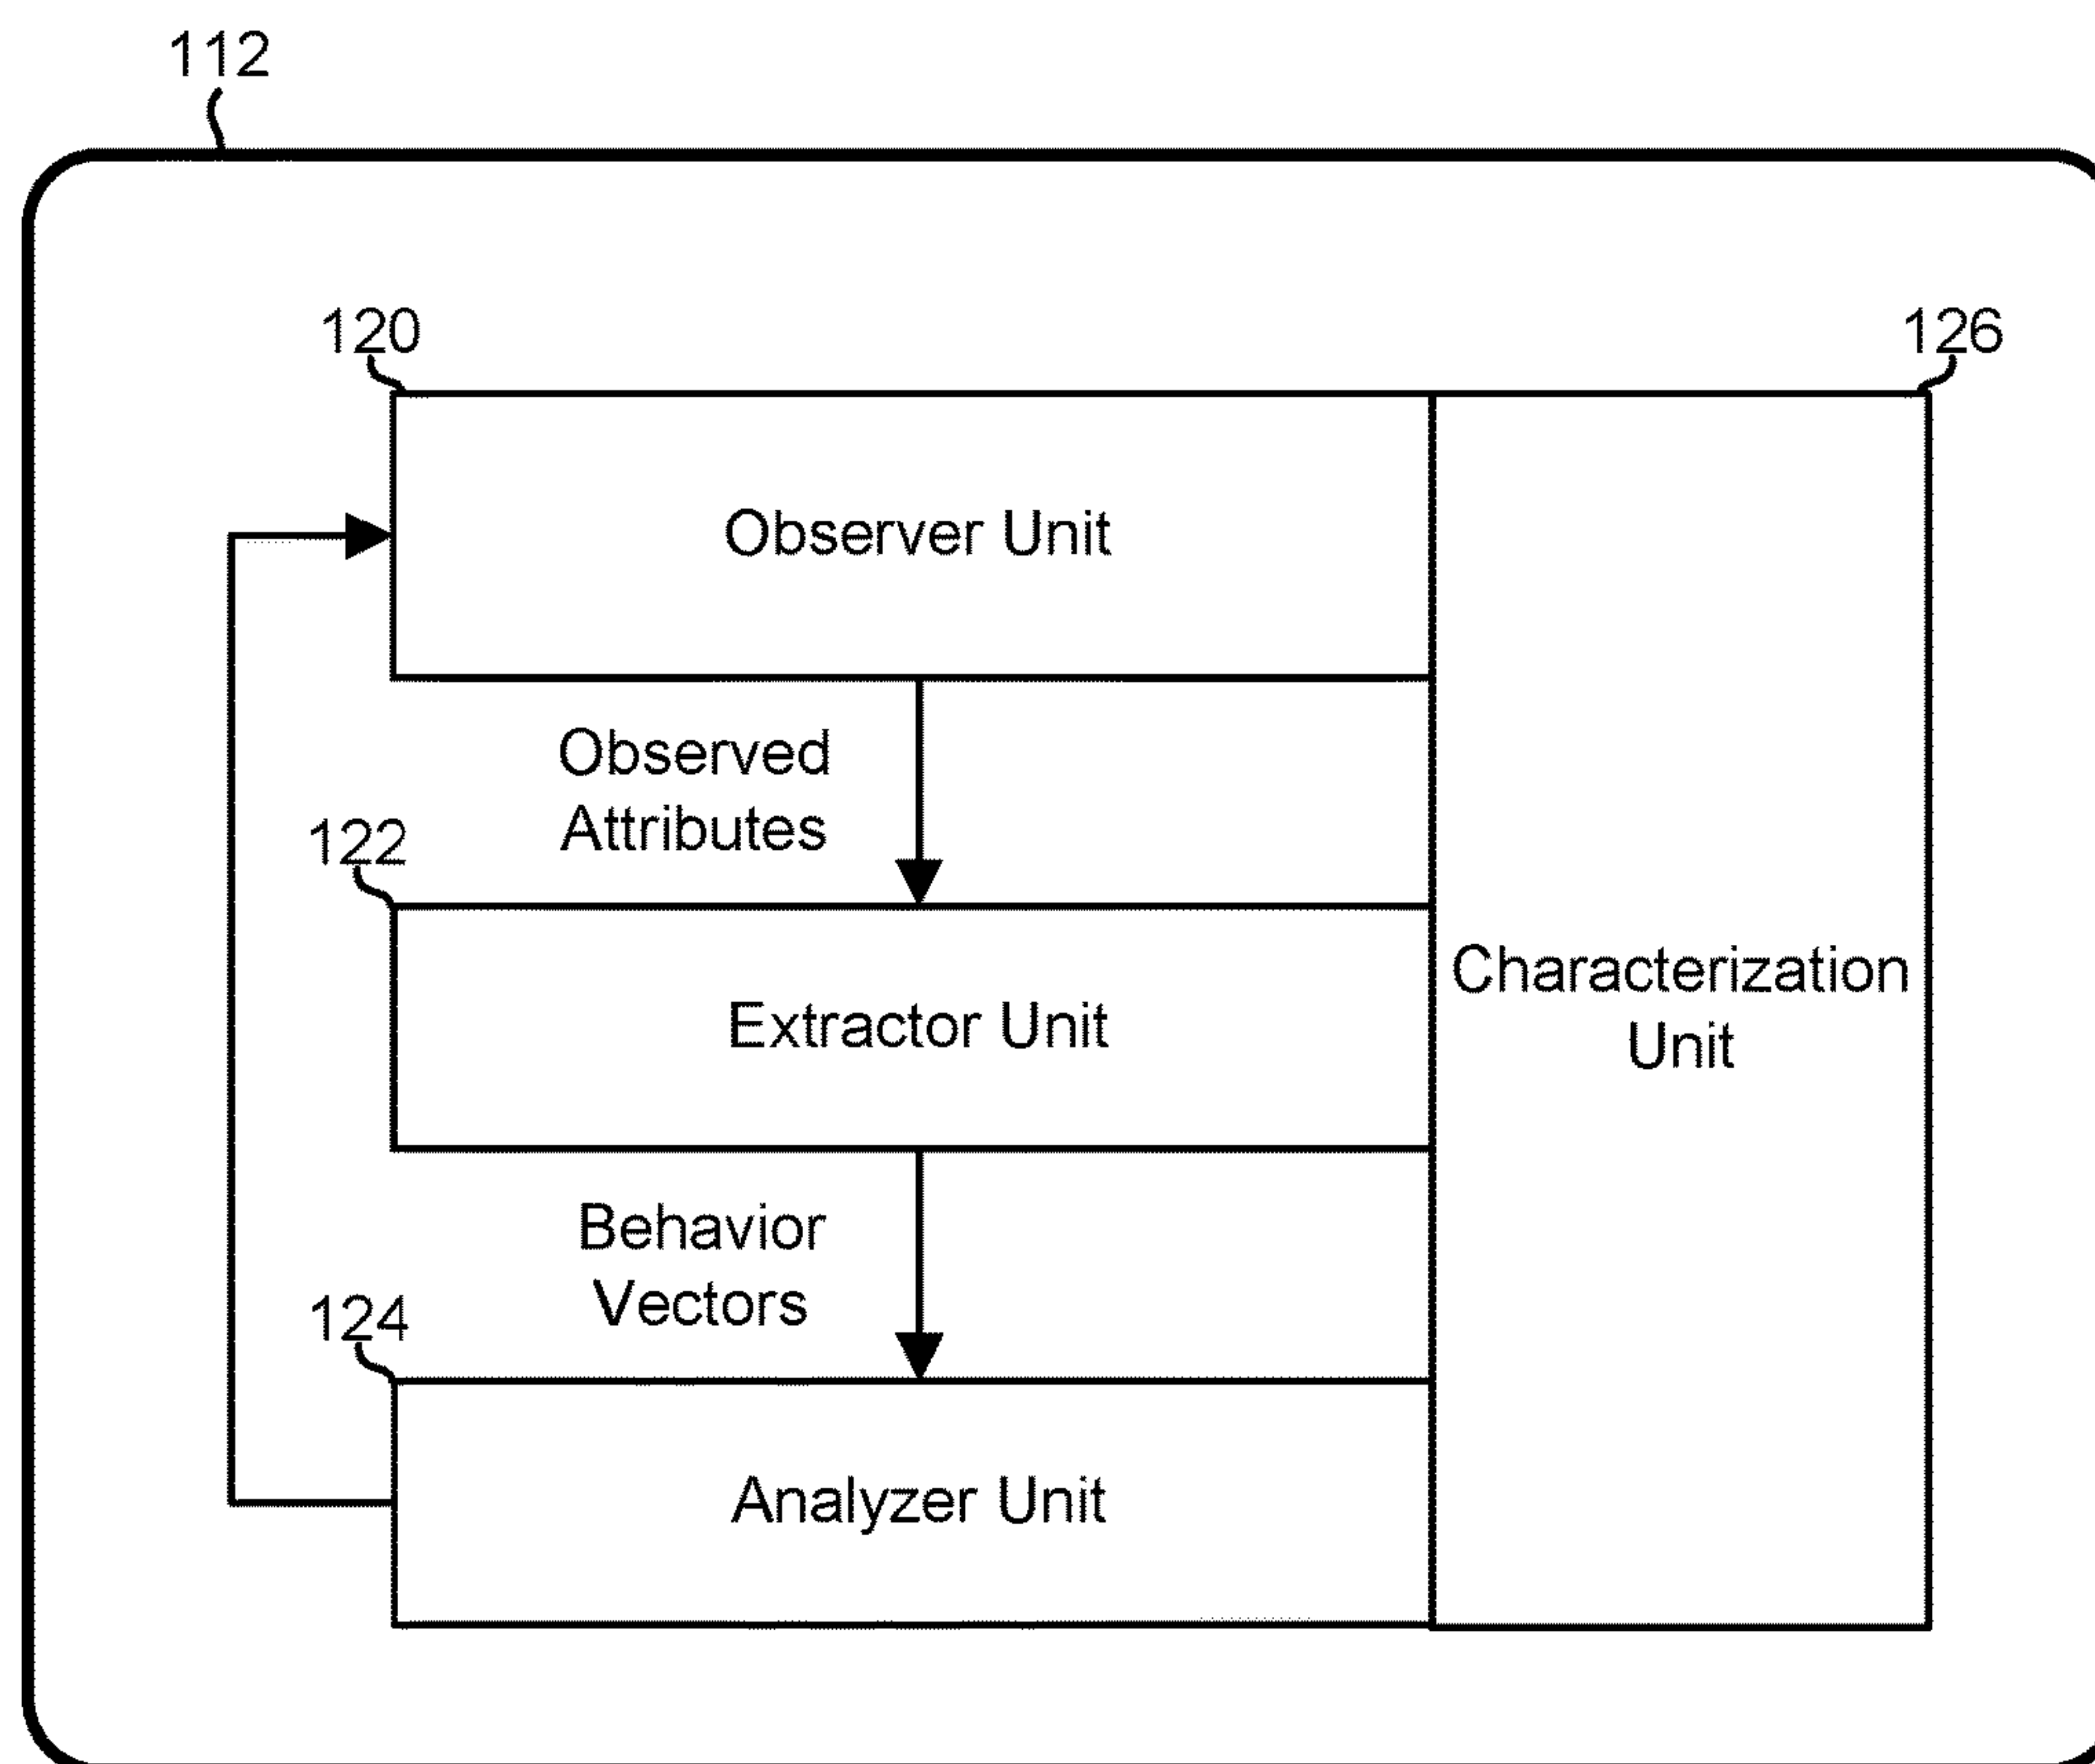 112
120
126
Observer Unit
Observed
Attributes
122
Extractor Unit
Characterization
Unit
Behavior
Vectors
124
Analyzer Unit